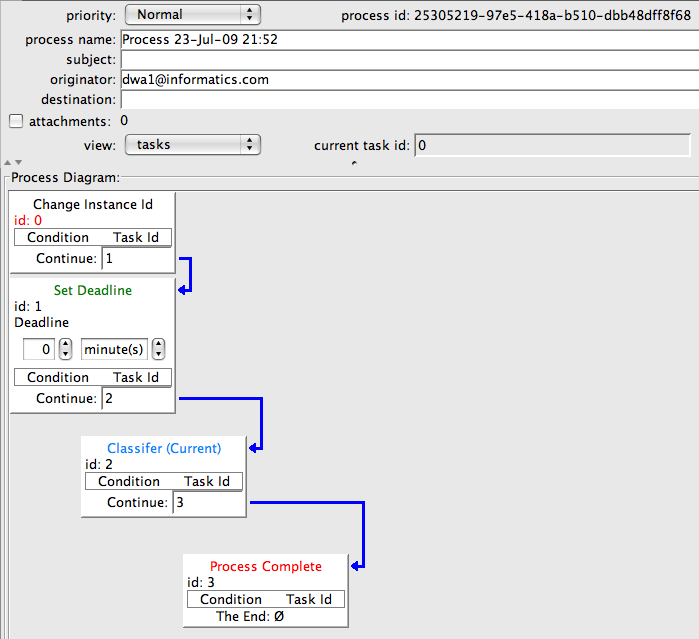 priority: Normal process id: 25305219-97e5-418a-b510-dbb48dff8f68
process name: Process 23-Jul-09 21:52
subject:
originator: dwa1@informatics.com
destination:
attachments: 0
view: tasks current task id: 0
Process Diagram:
Change Instance Id
id: 0
Condition Task Id
Continue: 1
Set Deadline
id: 1
Deadline
0 minute(s)
Condition Task Id
Continue: 2
Classifer (Current)
id: 2
Condition Task Id
Continue: 3
Process Complete
id: 3
Condition Task Id
The End: Ø